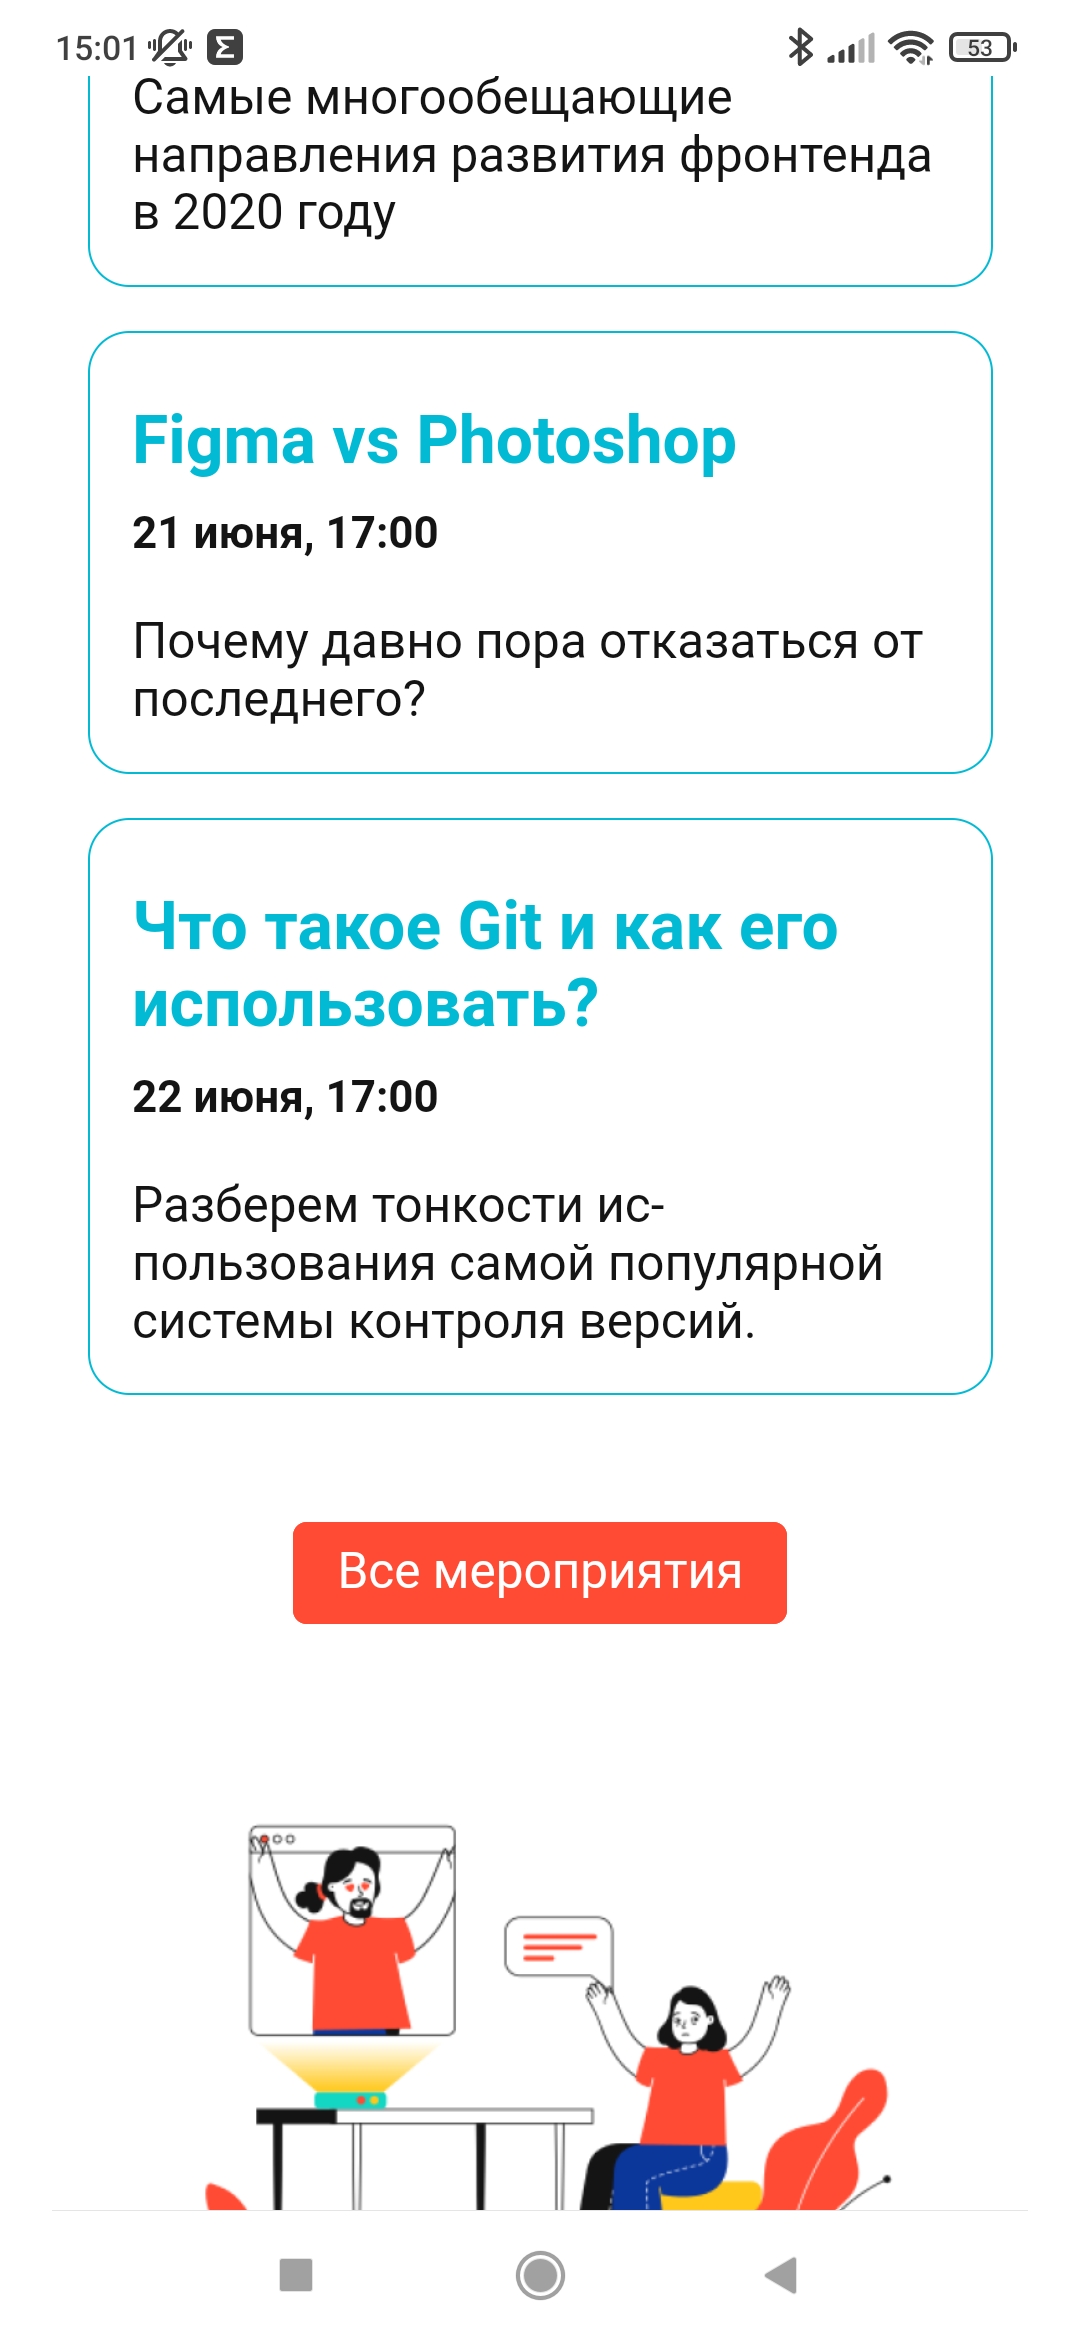 15:01
53
Самые многообещающие
направления развития фронтенда
в 2020 году
Figma vs Photoshop
21 июня, 17:00
Почему давно пора отказаться от
последнего?
Что такое Git и как его
использовать?
22 июня, 17:00
Разберем тонкости ис-
пользования самой популярной
системы контроля версий.
Все мероприятия